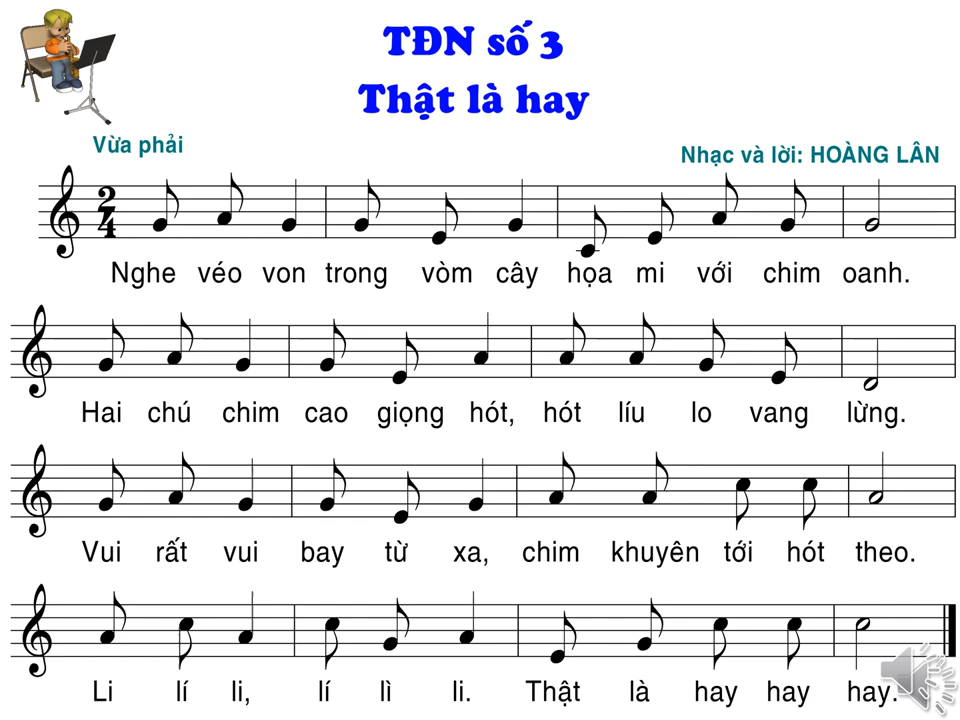 TĐN số 3
Thật là hay
Vừa phải
Nhạc và lời: HOÀNG LÂN
2
4
Nghe véo von trong vòm cây họa mi với chim oanh.
Hai chú chim cao giọng hót, hót líu lo vang lừng.
Vui rất vui bay từ xa, chim khuyên tới hót theo.
Li lí li, lí lì li. Thật là hay hay hay.